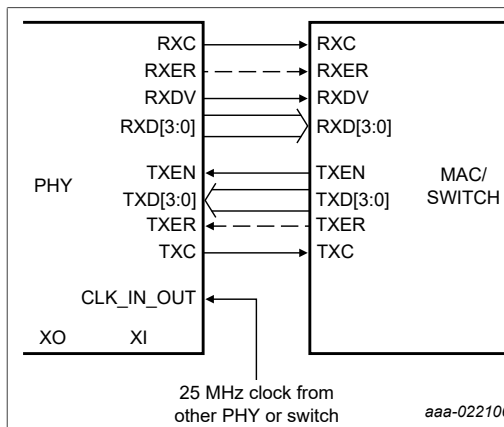 RXC RXC
RXER RXER
RXDV RXDV
RXD[3:0] RXD[3:0]
TXEN TXEN
PHY TXD[3:0] TXD[3:0] MAC/
SWITCH
TXER TXER
TXC TXC
CLK_IN_OUT
XO XI
25 MHz clock from
other PHY or switch